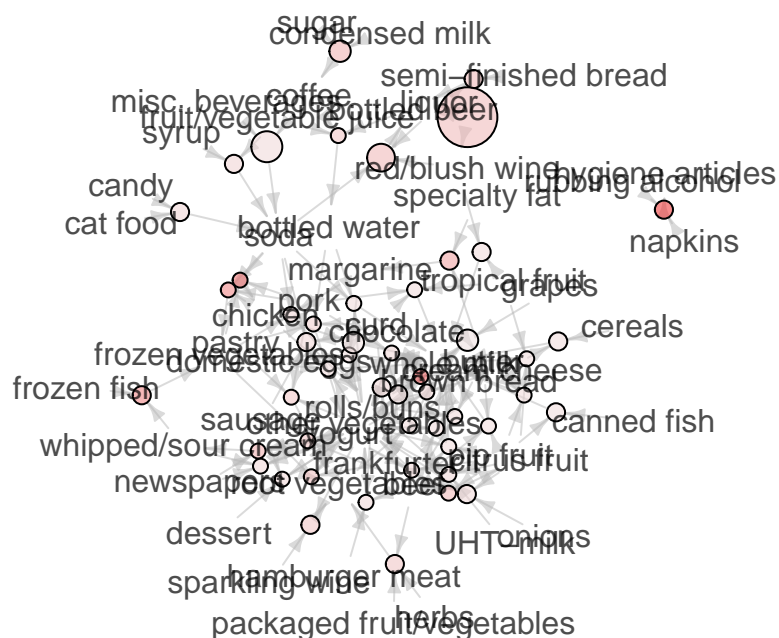 sugar
condensed milk
semi-finished bread
coffee
misc. beverages
liquor
bottled beer
fruit/vegetable juice
syrup
red/blush wine
hygiene articles
rubbing alcohol
candy
specialty fat
cat food
bottled water
soda
napkins
margarine
tropical fruit
grapes
pork
chicken
curd
chocolate
cereals
pastry
frozen vegetables
domestic eggs
whole milk
butter
cream cheese
brown bread
frozen fish
rolls/buns
sausage
other vegetables
canned fish
yogurt
whipped/sour cream
pip fruit
frankfurter
citrus fruit
newspapers
root vegetables
beef
dessert
onions
UHT-milk
hamburger meat
sparkling wine
herbs
packaged fruit/vegetables